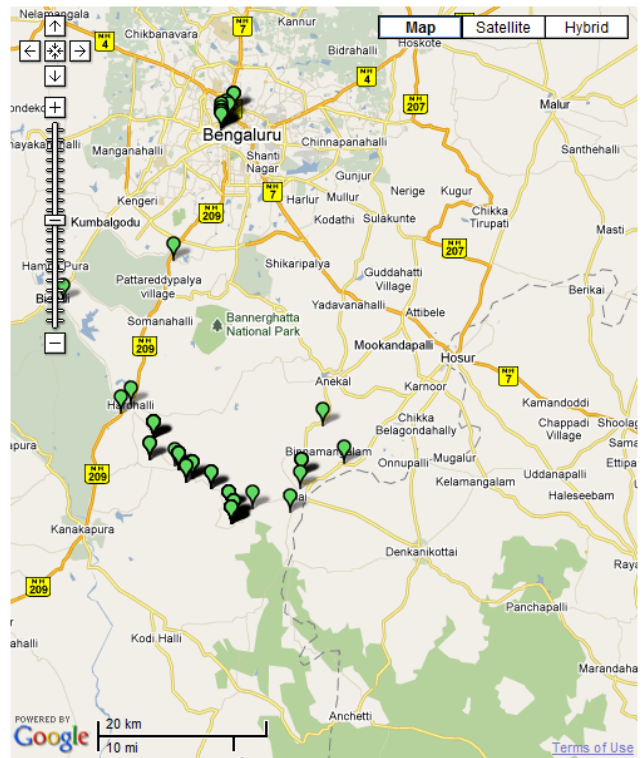 Nelamangala
Kannur
Map
Satellite
Hybrid
NH
7
Chikbanavara
NH
4
Bidrahalli
Hoskote
NH
4
NH
207
Malur
Bengaluru
Manganahalli
Shanti
Nagar
Chinnapanahalli
Santhehalli
Gunjur
Kengeri
NH
209
NH
7
Harlur
Mullur
Nerige
Kugur
Kumbalgodu
Kodathi
Sulakunte
Chikka
Tirupati
NH
207
Masti
Shikaripalya
Pattareddypalya
village
Guddahatti
Village
Berikai
Yadavanahalli
Somanahalli
Bannerghatta
National Park
Attibele
NH
209
Mookandapalli
Hosur
Anekal
Karnoor
NH
7
Kamandoddi
Chikka
Belagondahally
Chappadi
Village
Onnupalli
Mugalur
Uddanapalli
NH
209
Kelamangalam
Haleseebam
Kanakapura
Denkanikottai
NH
209
Panchapalli
Kodi Halli
Anchetti
POWERED BY
Google
20 km
10 mi
Terms of Use